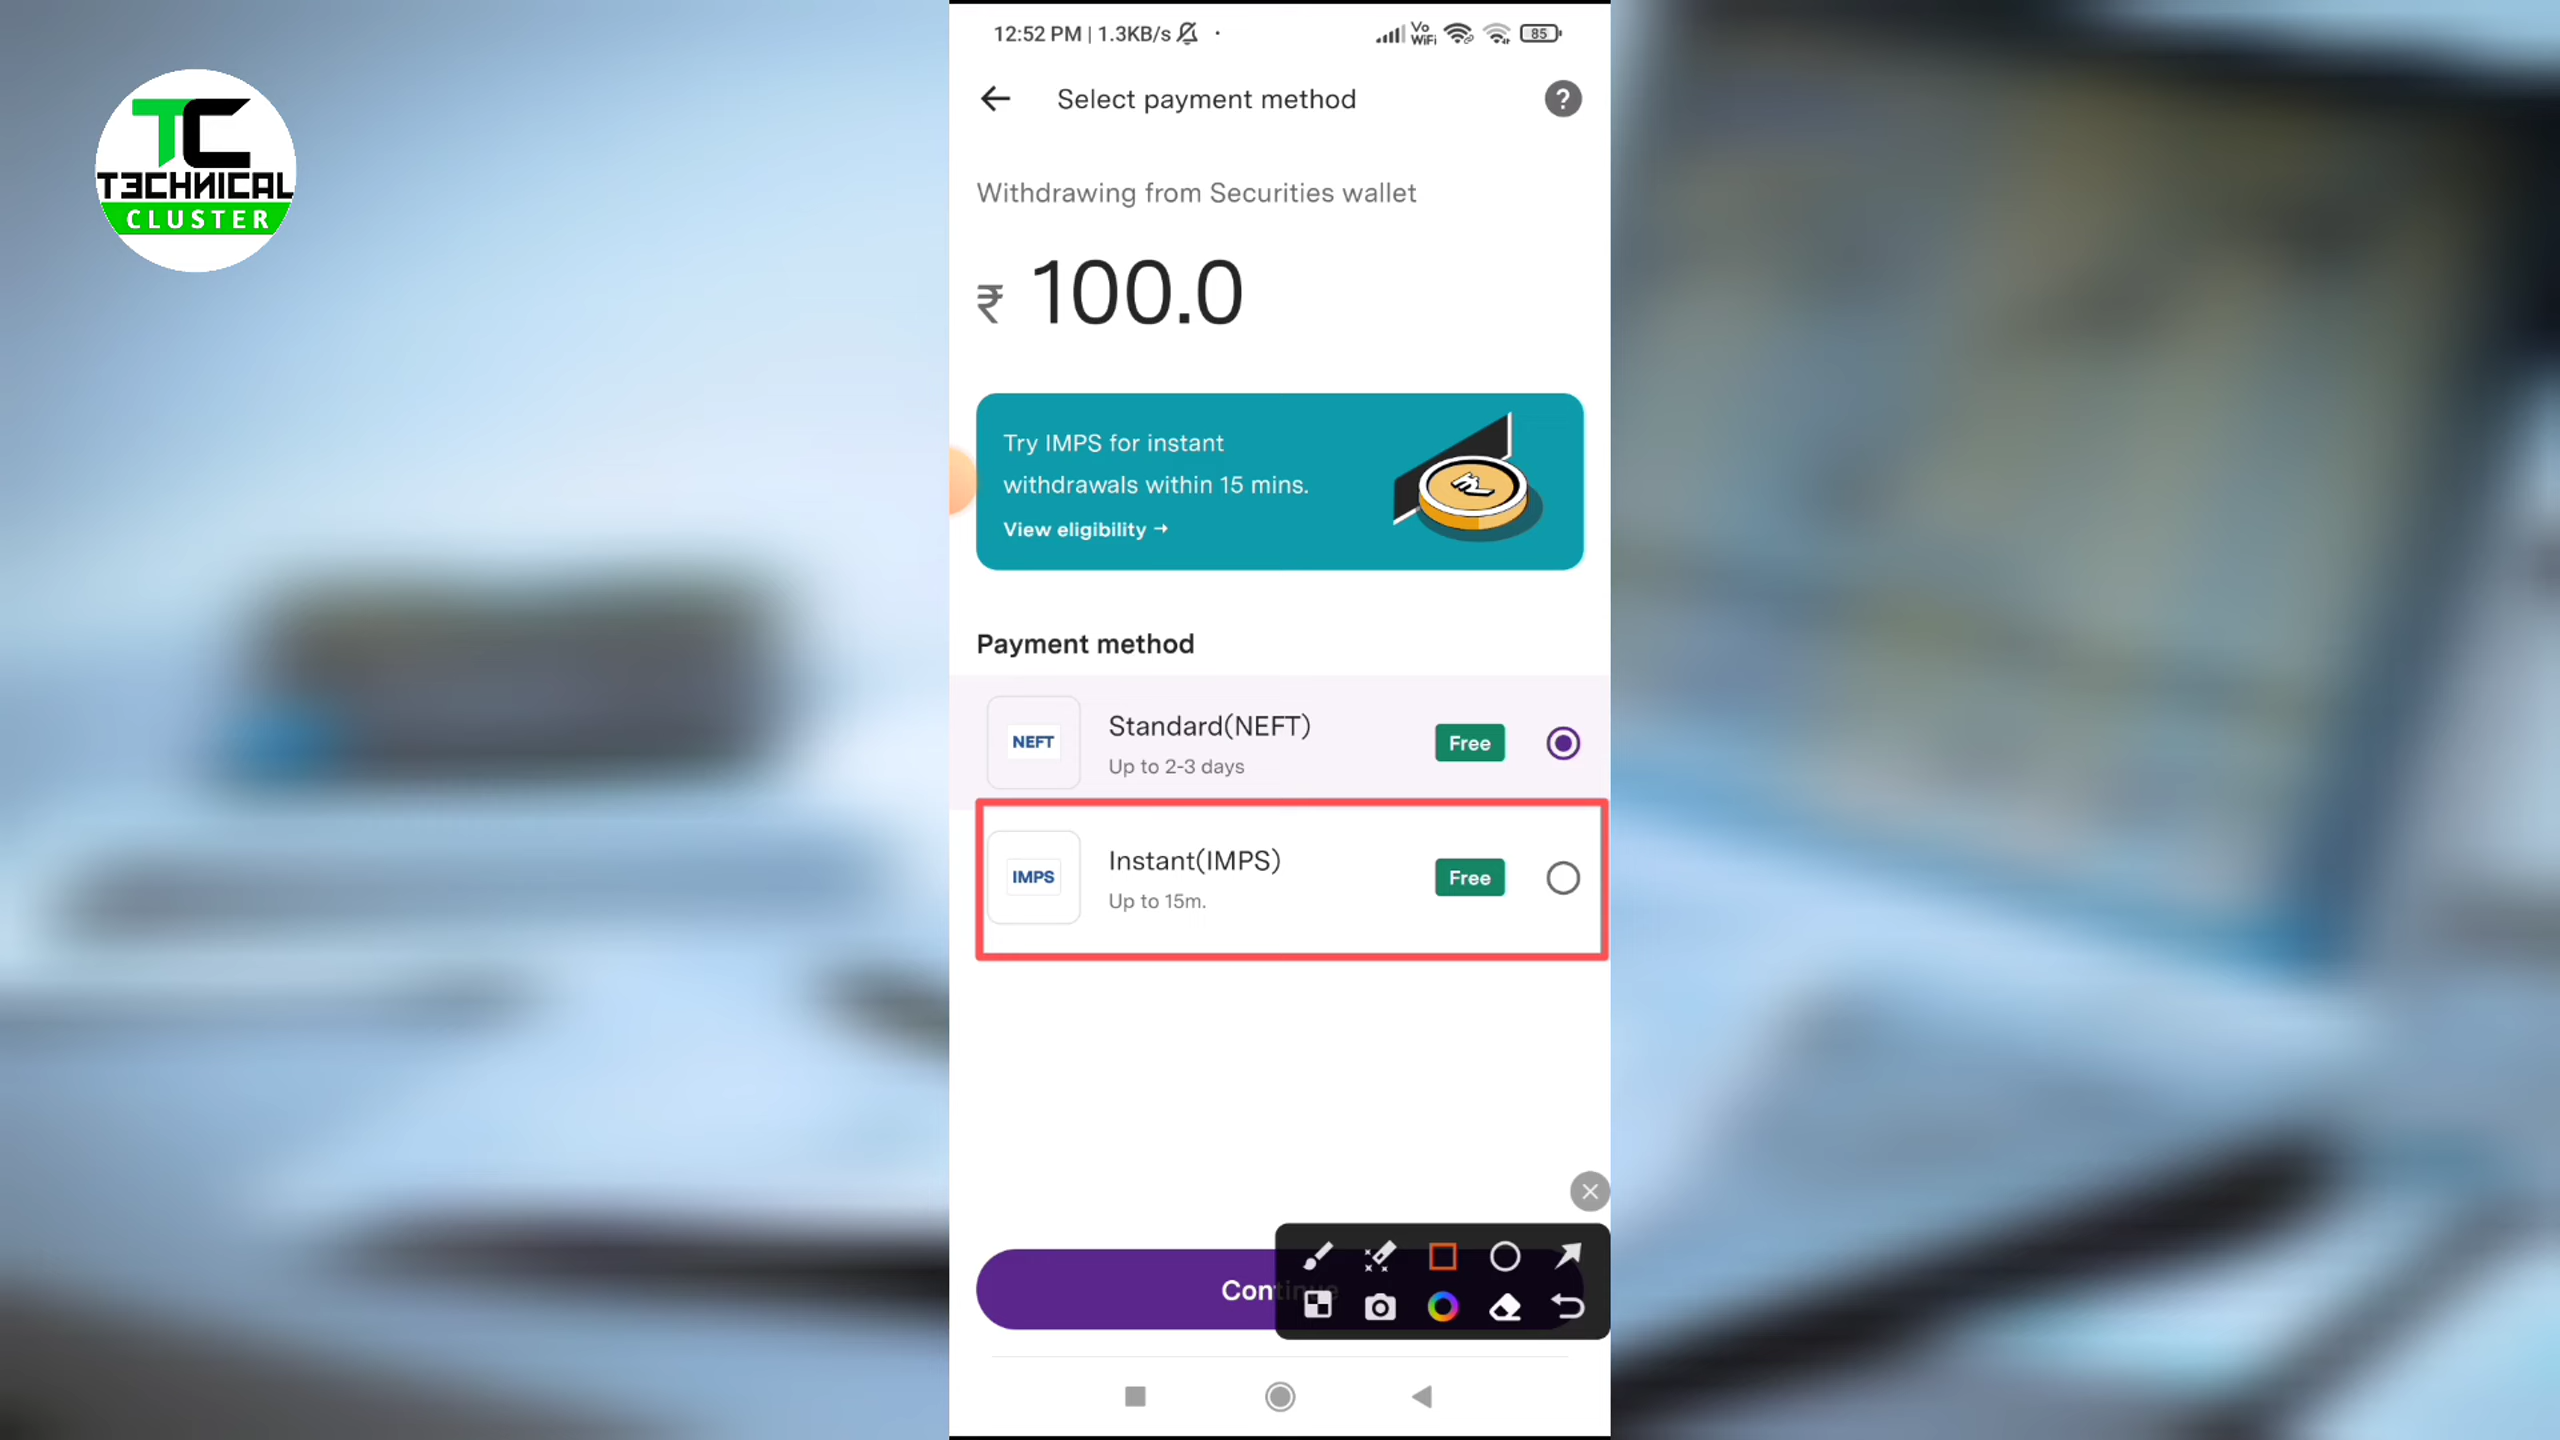 TC
TECHNICAL
CLUSTER
12:52 PM | 1.3KB/s
Vo
WiFi
85
Select payment method
?
Withdrawing from Securities wallet
₹ 100.0
Try IMPS for instant
withdrawals within 15 mins.
View eligibility →
Payment method
NEFT
Standard(NEFT)
Free
Up to 2-3 days
IMPS
Instant(IMPS)
Free
Up to 15m.
Continue